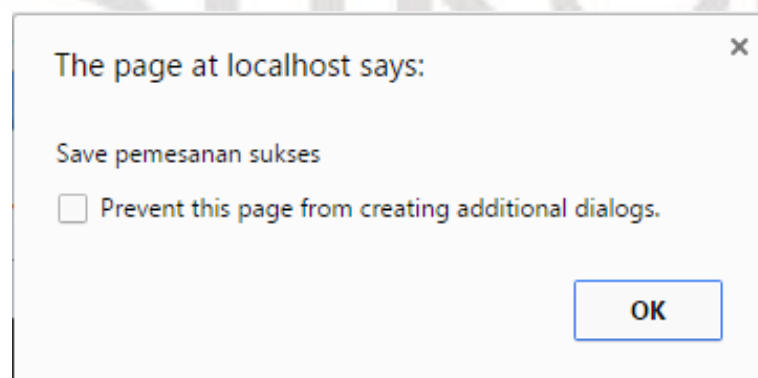 The page at localhost says:
Save pemesanan sukses
Prevent this page from creating additional dialogs.
OK